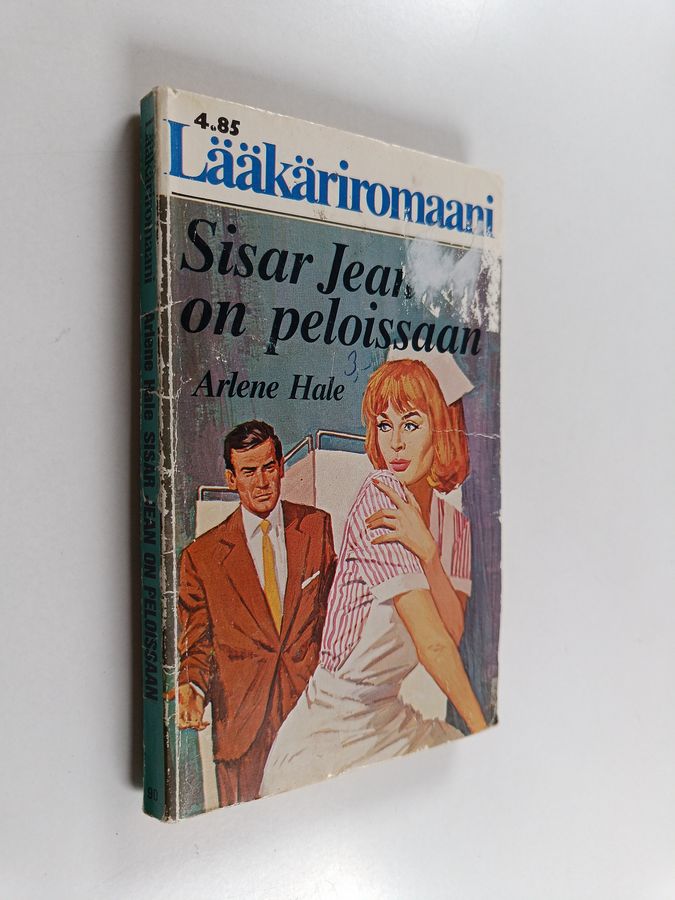 4.85
Lääkäriromaani
Sisar Jean
on peloissaan
3,-
Arlene Hale
Lääkäriromaani Arlene Hale SISAR JEAN ON PELOISSAAN 90